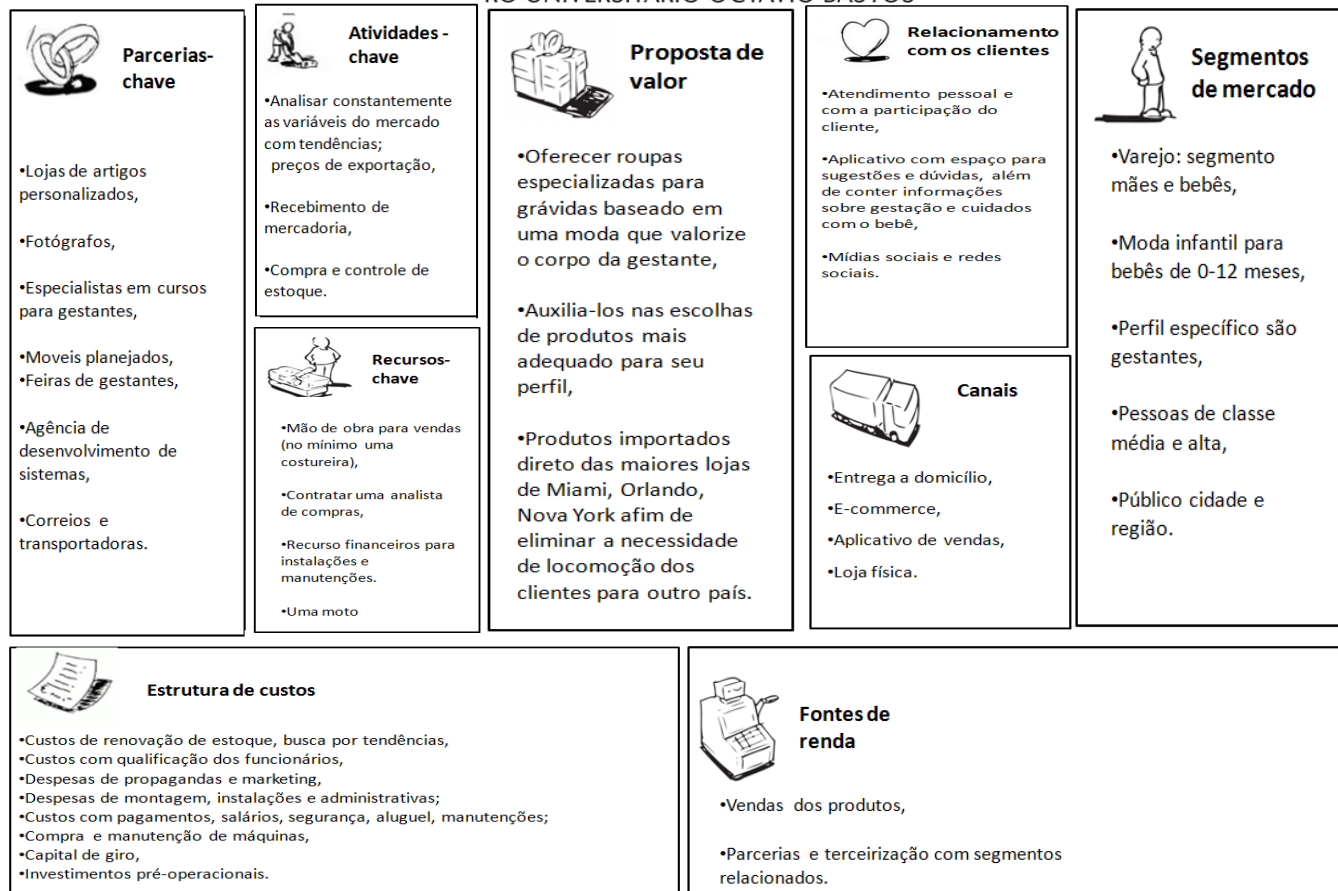 RO UNIVERSITÁRIO OCTÁVIO BASTOS
Parcerias-
chave
•Lojas de artigos
personalizados,
•Fotógrafos,
•Especialistas em cursos
para gestantes,
•Moveis planejados,
•Feiras de gestantes,
•Agência de
desenvolvimento de
sistemas,
•Correios e
transportadoras.
Atividades -
chave
•Analisar constantemente
as variáveis do mercado
com tendências;
preços de exportação,
•Recebimento de
mercadoria,
•Compra e controle de
estoque.
Recursos-
chave
•Mão de obra para vendas
(no mínimo uma
costureira),
•Contratar uma analista
de compras,
•Recurso financeiros para
instalações e
manutenções.
•Uma moto
Proposta de
valor
•Oferecer roupas
especializadas para
grávidas baseado em
uma moda que valorize
o corpo da gestante,
•Auxilia-los nas escolhas
de produtos mais
adequado para seu
perfil,
•Produtos importados
direto das maiores lojas
de Miami, Orlando,
Nova York afim de
eliminar a necessidade
de locomoção dos
clientes para outro país.
Relacionamento
com os clientes
•Atendimento pessoal e
com a participação do
cliente,
•Aplicativo com espaço para
sugestões e dúvidas, além
de conter informações
sobre gestação e cuidados
com o bebê,
•Mídias sociais e redes
sociais.
Canais
•Entrega a domicílio,
•E-commerce,
•Aplicativo de vendas,
•Loja física.
Segmentos
de mercado
•Varejo: segmento
mães e bebês,
•Moda infantil para
bebês de 0-12 meses,
•Perfil específico são
gestantes,
•Pessoas de classe
média e alta,
•Público cidade e
região.
Estrutura de custos
•Custos de renovação de estoque, busca por tendências,
•Custos com qualificação dos funcionários,
•Despesas de propagandas e marketing,
•Despesas de montagem, instalações e administrativas;
•Custos com pagamentos, salários, segurança, aluguel, manutenções;
•Compra e manutenção de máquinas,
•Capital de giro,
•Investimentos pré-operacionais.
Fontes de
renda
•Vendas dos produtos,
•Parcerias e terceirização com segmentos
relacionados.